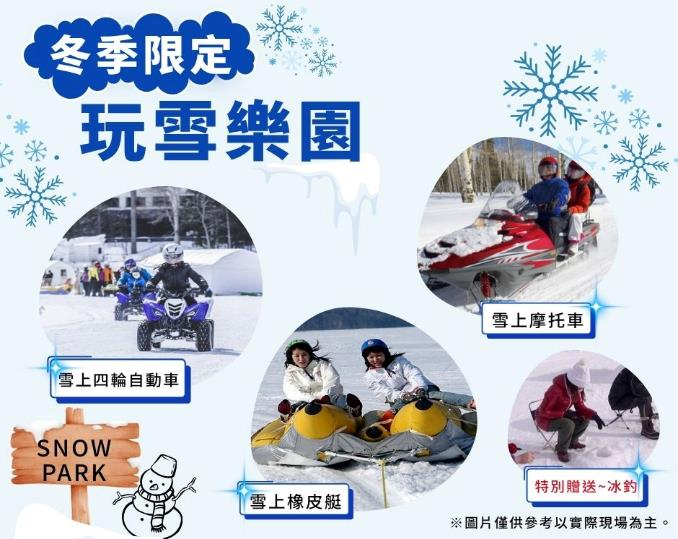 冬季限定
玩雪樂園
雪上摩托車
雪上四輪自動車
SNOW
PARK
雪上橡皮艇
特別贈送~冰釣
※圖片僅供參考以實際現場為主。